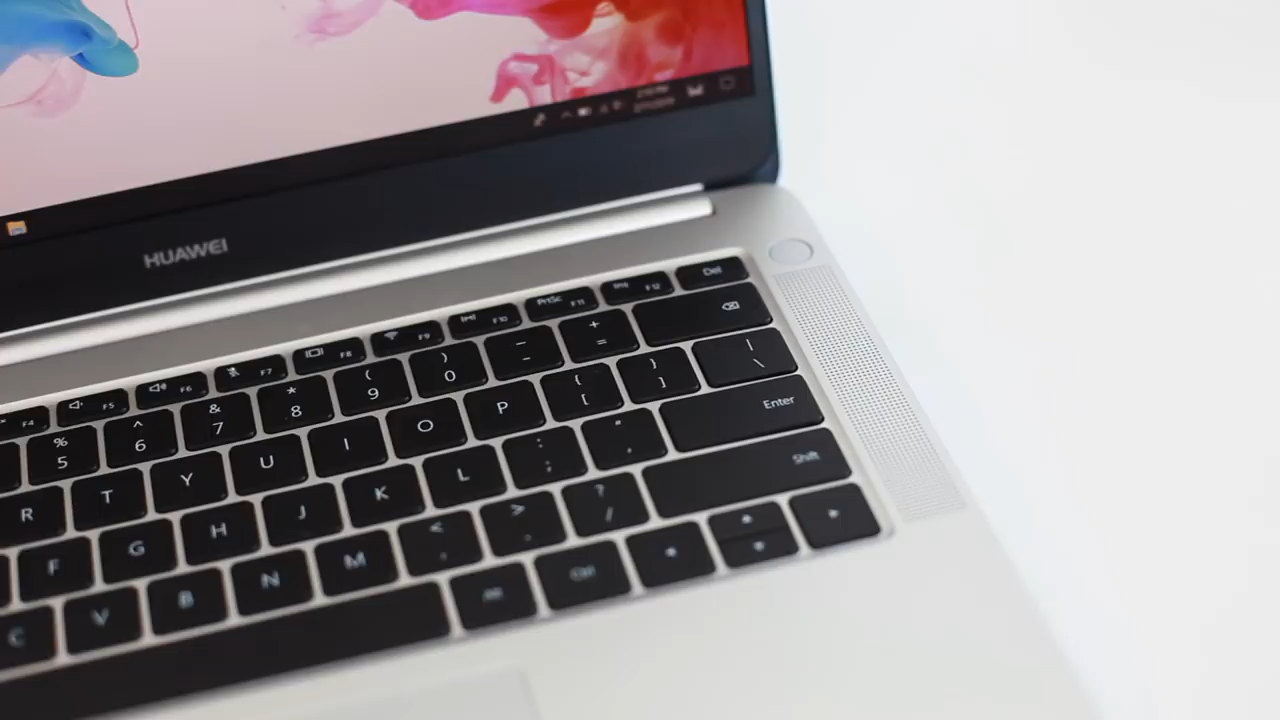 HUAWEI
F4 F5 F6 F7 F8 F9 F10 PrtSc F11 Ins F12 Del
% 5 ^ 6 & 7 * 8 ( 9 ) 0 _ - + =
R T Y U I O P { [ } ] | \
F G H J K L : ; " ' Enter
C V B N M < , > . ? / Shift
Alt Ctrl